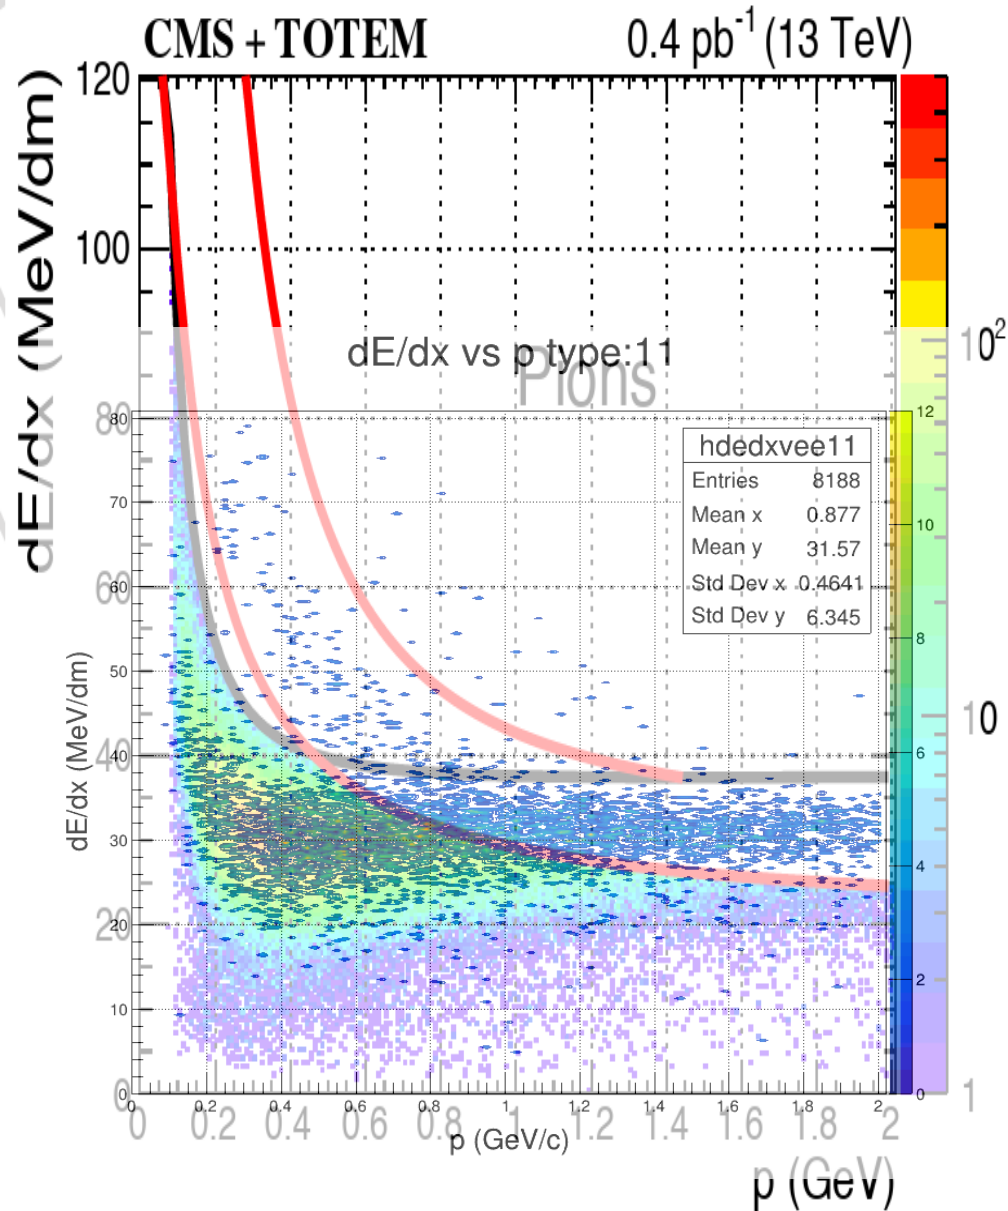 CMS + TOTEM 0.4 pb⁻¹ (13 TeV)
dE/dx (MeV/dm)
120
100
80
60
40
20
0
dE/dx vs p type:11
Pions
hdedxvee11
Entries 8188
Mean x 0.877
Mean y 31.57
Std Dev x 0.4641
Std Dev y 6.345
dE/dx (MeV/dm)
80
70
60
50
40
30
20
10
0
0 0.2 0.4 0.6 0.8 1 1.2 1.4 1.6 1.8 2
p (GeV/c)
0 0.2 0.4 0.6 0.8 1 1.2 1.4 1.6 1.8 2
p (GeV)
12
10
8
6
4
2
0
10²
10
1